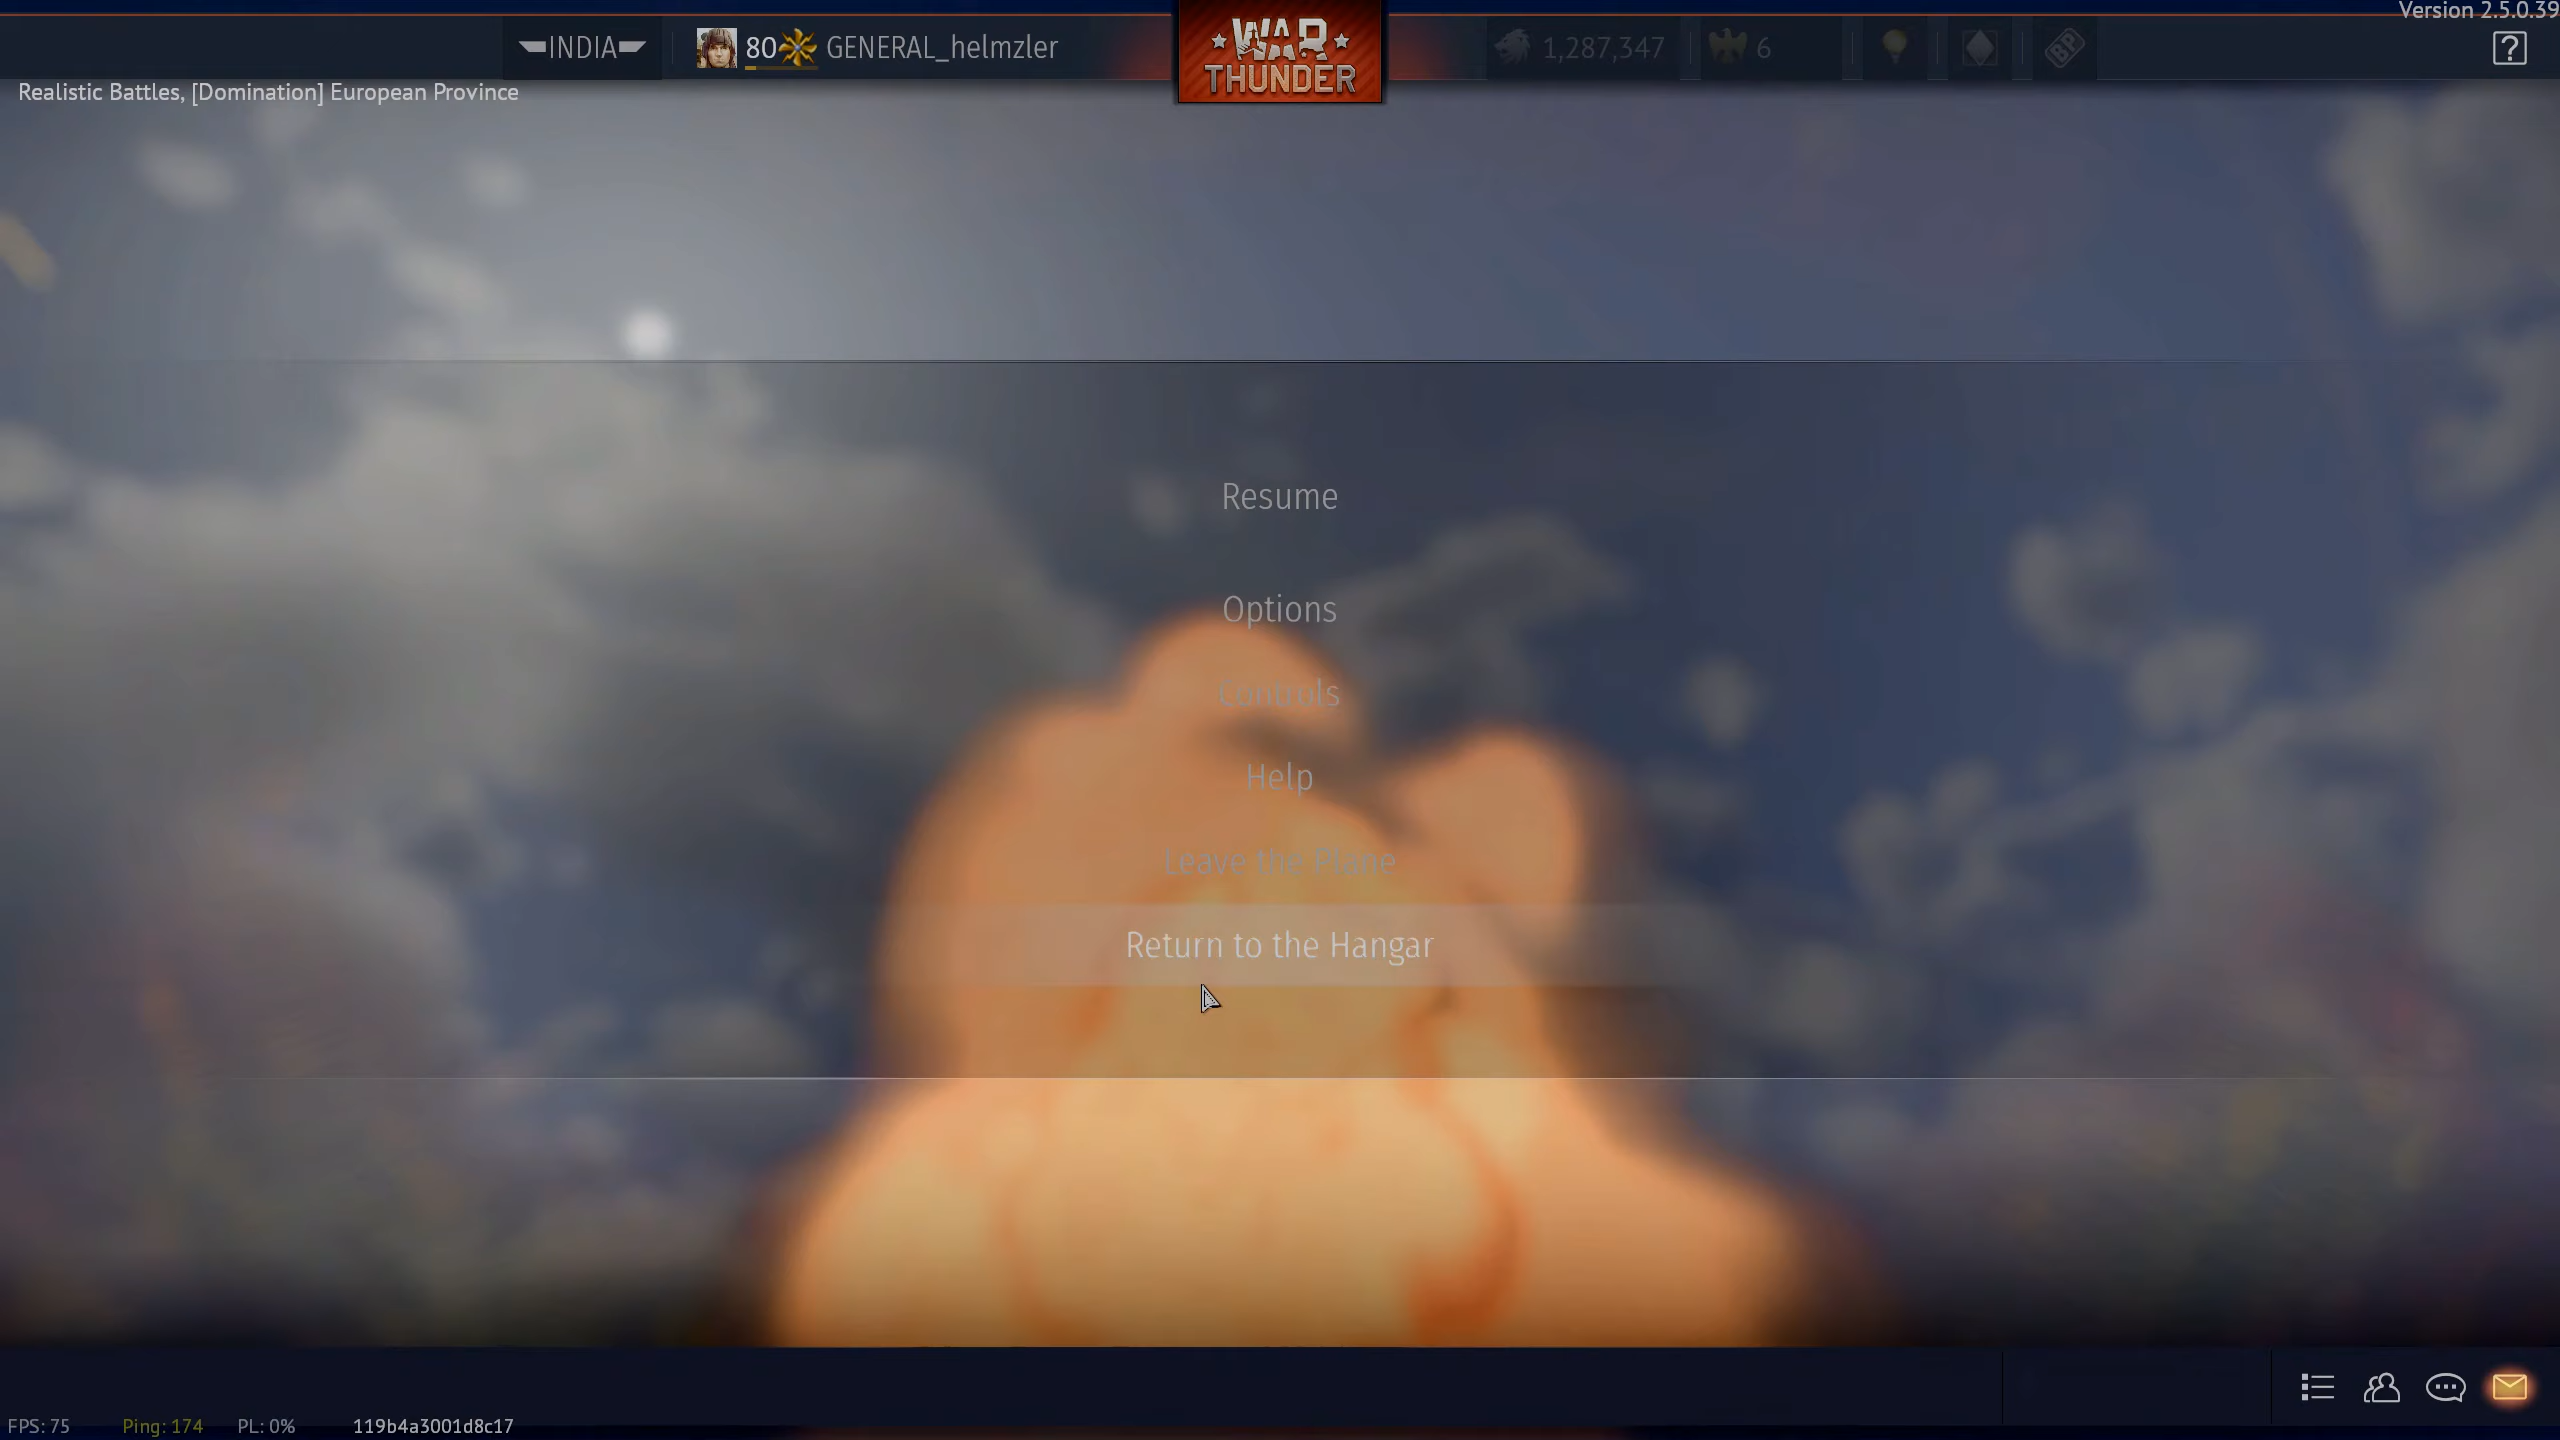 Version 2.5.0.39
INDIA
80
GENERAL_helmzler
WAR
THUNDER
1,287,347
6
BP
?
Realistic Battles, [Domination] European Province
Resume
Options
Controls
Help
Leave the Plane
Return to the Hangar
FPS: 75 Ping: 174 PL: 0% 119b4a3001d8c17